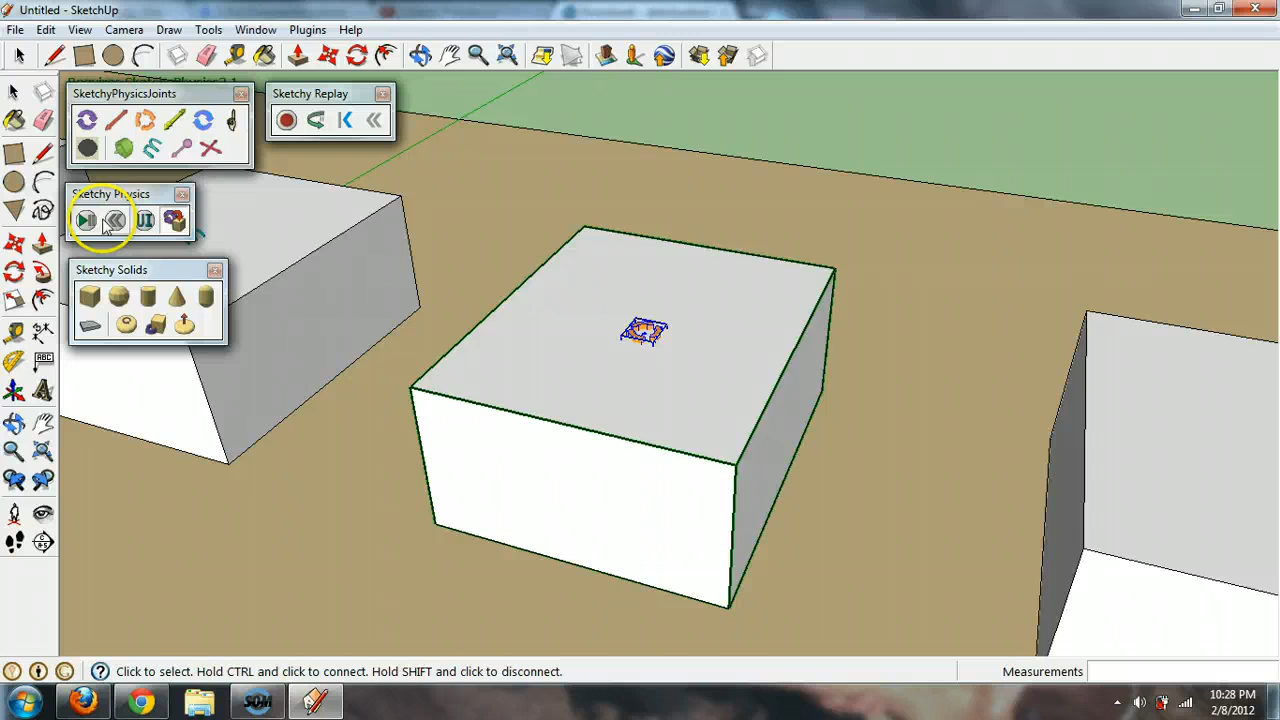 Untitled - SketchUp
File Edit View Camera Draw Tools Window Plugins Help
SketchyPhysicsJoints
Sketchy Replay
Sketchy Physics
UI
Sketchy Solids
ABC
A
Click to select. Hold CTRL and click to connect. Hold SHIFT and click to disconnect.
Measurements
10:28 PM
2/8/2012